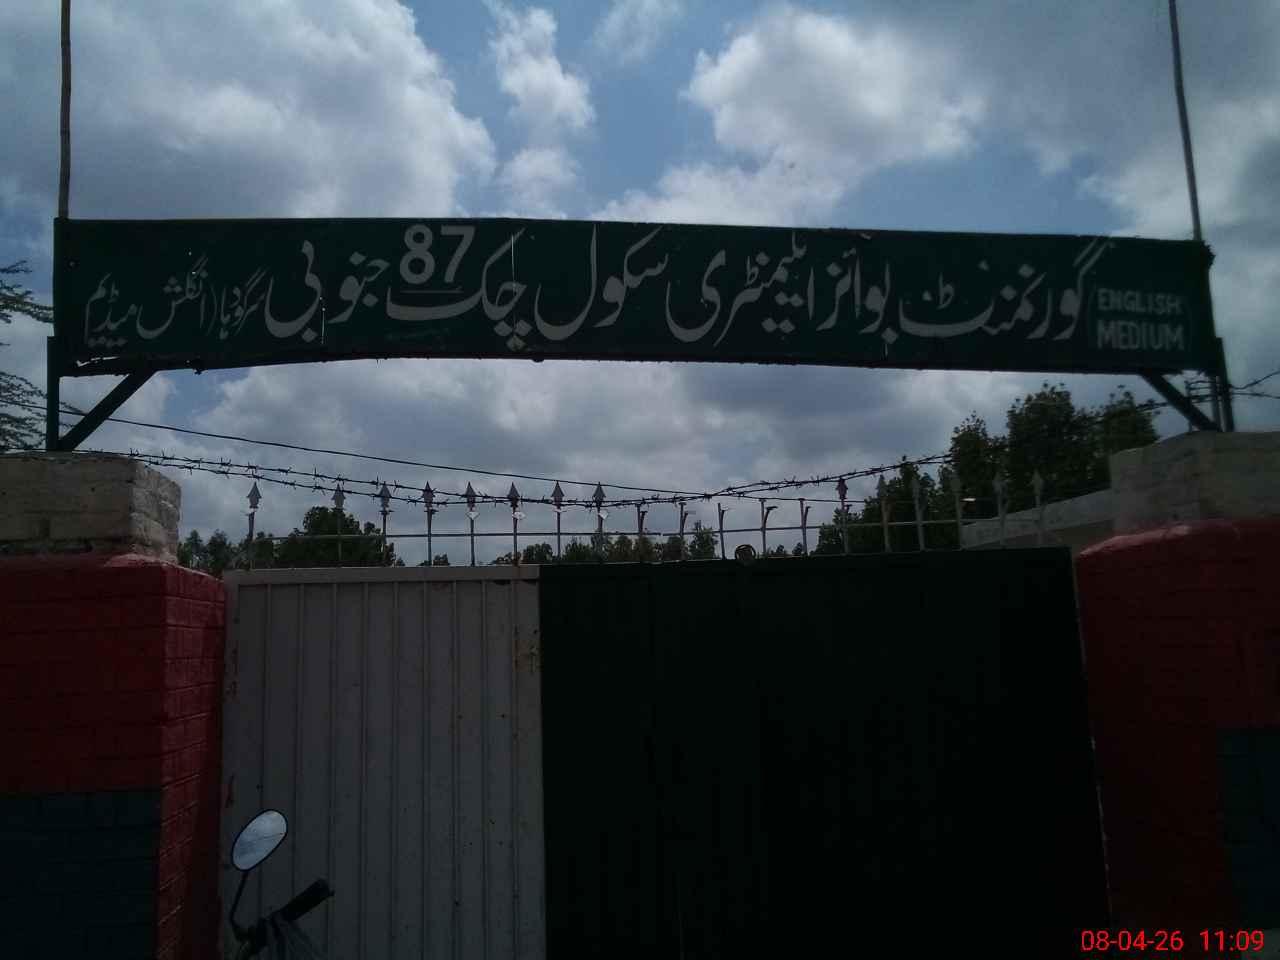 گورنمنٹ بوائز ایلیمنٹری سکول چک 87 جنوبی سرگودہا (انگلش میڈیم
ENGLISH
MEDIUM
08-04-26 11:09